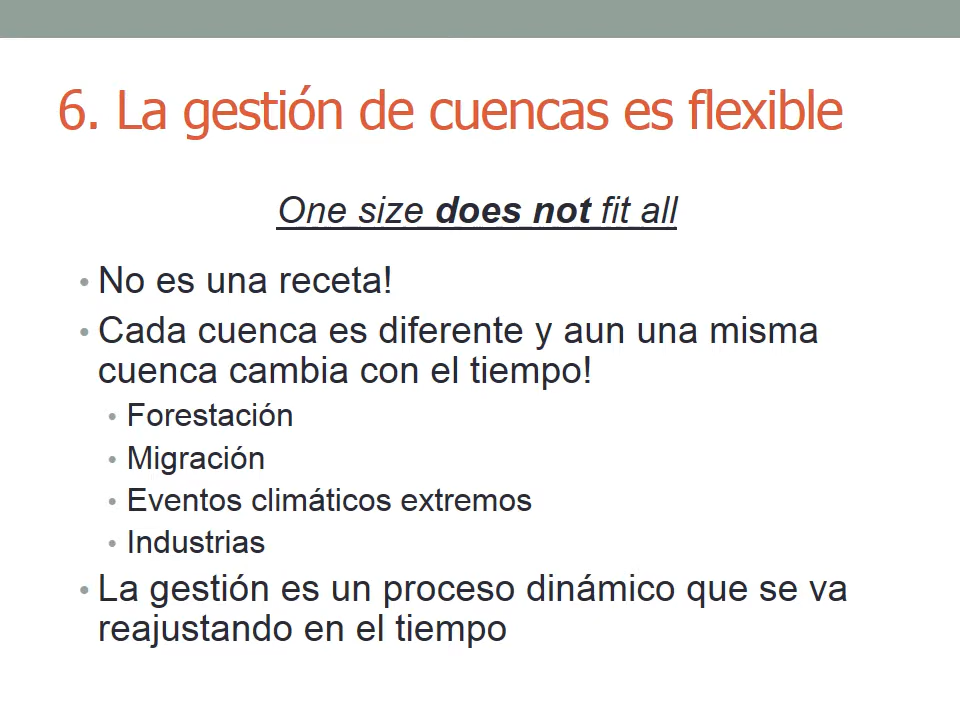 6. La gestión de cuencas es flexible
One size does not fit all
• No es una receta!
• Cada cuenca es diferente y aun una misma
cuenca cambia con el tiempo!
• Forestación
• Migración
• Eventos climáticos extremos
• Industrias
• La gestión es un proceso dinámico que se va
reajustando en el tiempo